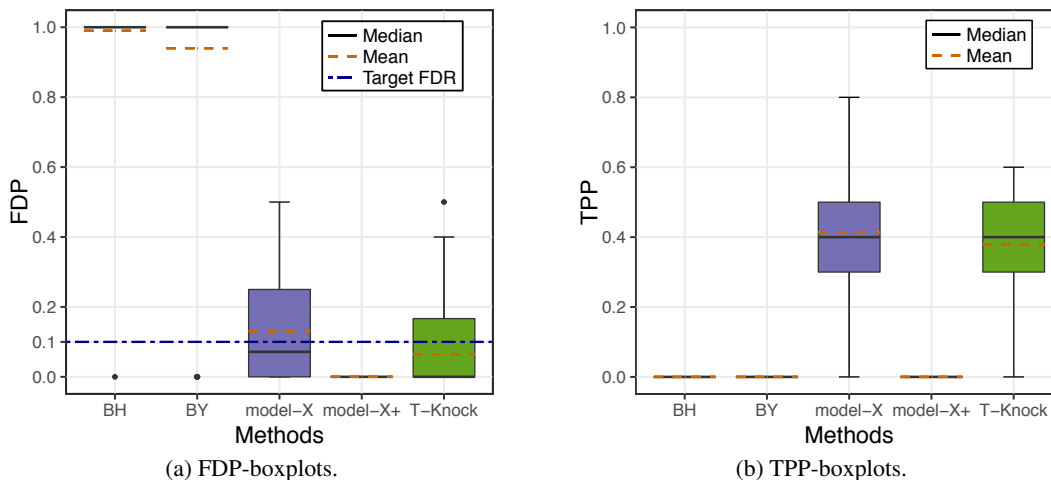 Median
Mean
Target FDR
FDP
1.0
0.8
0.6
0.4
0.2
0.1
0.0
BH
BY
model-X
model-X+
T-Knock
Methods
(a) FDP-boxplots.
Median
Mean
TPP
1.0
0.8
0.6
0.4
0.2
0.0
BH
BY
model-X
model-X+
T-Knock
Methods
(b) TPP-boxplots.